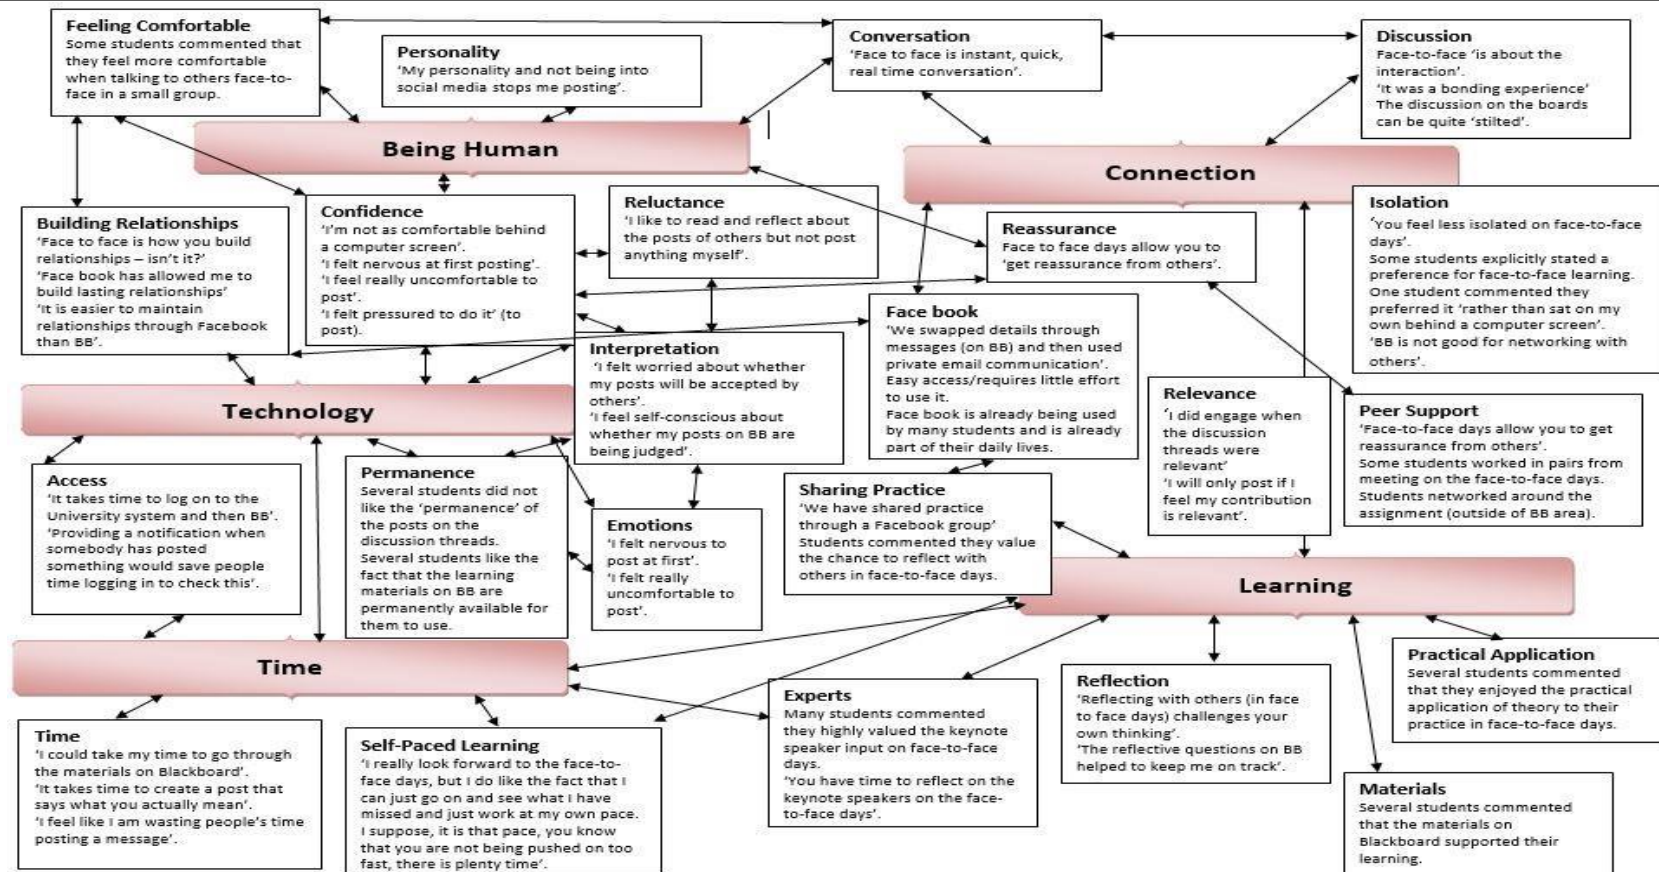 Feeling Comfortable
Some students commented that
they feel more comfortable
when talking to others face-to-
face in a small group.
Personality
‘My personality and not being into
social media stops me posting’.
Conversation
‘Face to face is instant, quick,
real time conversation’.
Discussion
Face-to-face ‘is about the
interaction’.
‘It was a bonding experience’
The discussion on the boards
can be quite ‘stilted’.
Being Human
Connection
Building Relationships
‘Face to face is how you build
relationships – isn’t it?’
‘Face book has allowed me to
build lasting relationships’
‘It is easier to maintain
relationships through Facebook
than BB’.
Confidence
‘I’m not as comfortable behind
a computer screen’.
‘I felt nervous at first posting’.
‘I feel really uncomfortable to
post’.
‘I felt pressured to do it’ (to
post).
Reluctance
‘I like to read and reflect about
the posts of others but not post
anything myself’.
Reassurance
Face to face days allow you to
‘get reassurance from others’.
Isolation
‘You feel less isolated on face-to-face
days’.
Some students explicitly stated a
preference for face-to-face learning.
One student commented they
preferred it ‘rather than sat on my
own behind a computer screen’.
‘BB is not good for networking with
others’.
Interpretation
‘I felt worried about whether
my posts will be accepted by
others’.
‘I feel self-conscious about
whether my posts on BB are
being judged’.
Face book
‘We swapped details through
messages (on BB) and then used
private email communication’.
Easy access/requires little effort
to use it.
Face book is already being used
by many students and is already
part of their daily lives.
Relevance
‘I did engage when
the discussion
threads were
relevant’
‘I will only post if I
feel my contribution
is relevant’.
Peer Support
‘Face-to-face days allow you to get
reassurance from others’.
Some students worked in pairs from
meeting on the face-to-face days.
Students networked around the
assignment (outside of BB area).
Technology
Access
‘It takes time to log on to the
University system and then BB’.
‘Providing a notification when
somebody has posted
something would save people
time logging in to check this’.
Permanence
Several students did not
like the ‘permanence’ of
the posts on the
discussion threads.
Several students like the
fact that the learning
materials on BB are
permanently available for
them to use.
Emotions
‘I felt nervous to
post at first’.
‘I felt really
uncomfortable to
post’.
Sharing Practice
‘We have shared practice
through a Facebook group’
Students commented they value
the chance to reflect with
others in face-to-face days.
Learning
Time
Time
‘I could take my time to go through
the materials on Blackboard’.
‘It takes time to create a post that
says what you actually mean’.
‘I feel like I am wasting people’s time
posting a message’.
Self-Paced Learning
‘I really look forward to the face-to-
face days, but I do like the fact that I
can just go on and see what I have
missed and just work at my own pace.
I suppose, it is that pace, you know
that you are not being pushed on too
fast, there is plenty time’.
Experts
Many students commented
they highly valued the keynote
speaker input on face-to-face
days.
‘You have time to reflect on the
keynote speakers on the face-
to-face days’.
Reflection
‘Reflecting with others (in face
to face days) challenges your
own thinking’.
‘The reflective questions on BB
helped to keep me on track’.
Practical Application
Several students commented
that they enjoyed the practical
application of theory to their
practice in face-to-face days.
Materials
Several students commented
that the materials on
Blackboard supported their
learning.